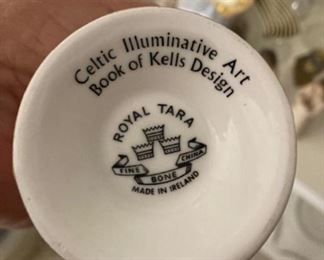 Celtic Illuminative Art
Book of Kells Design
ROYAL TARA
FINE BONE CHINA
MADE IN IRELAND